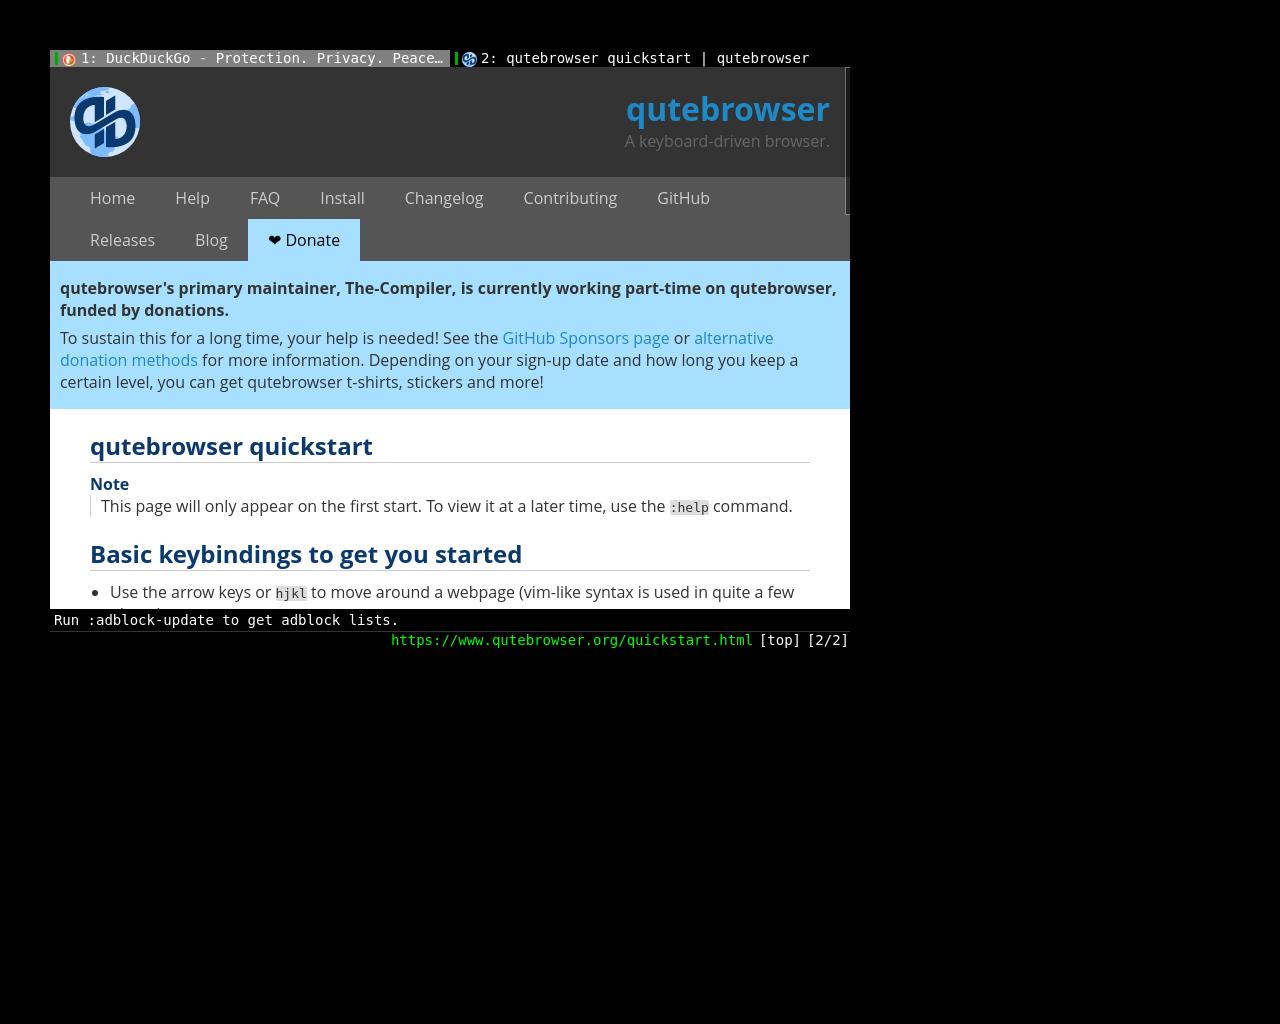 1: DuckDuckGo - Protection. Privacy. Peace…
2: qutebrowser quickstart | qutebrowser
qutebrowser
A keyboard-driven browser.
Home Help FAQ Install Changelog Contributing GitHub
Releases Blog ❤ Donate
qutebrowser's primary maintainer, The-Compiler, is currently working part-time on qutebrowser,
funded by donations.
To sustain this for a long time, your help is needed! See the GitHub Sponsors page or alternative
donation methods for more information. Depending on your sign-up date and how long you keep a
certain level, you can get qutebrowser t-shirts, stickers and more!
qutebrowser quickstart
Note
This page will only appear on the first start. To view it at a later time, use the :help command.
Basic keybindings to get you started
• Use the arrow keys or hjkl to move around a webpage (vim-like syntax is used in quite a few
Run :adblock-update to get adblock lists.
https://www.qutebrowser.org/quickstart.html [top] [2/2]